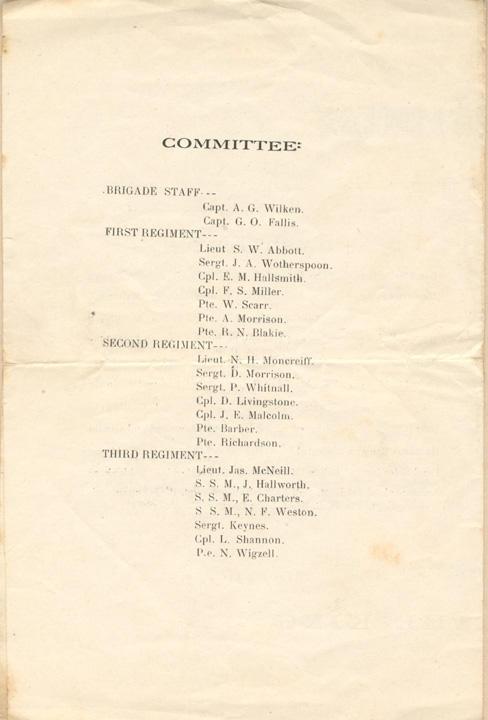 COMMITTEE:
BRIGADE STAFF---
Capt. A. G. Wilken.
Capt. G. O. Fallis.
FIRST REGIMENT---
Lieut S. W. Abbott.
Sergt. J. A. Wotherspoon.
Cpl. E. M. Hallsmith.
Cpl. F. S. Miller.
Pte. W. Scarr.
Pte. A. Morrison.
Pte. R. N. Blakie.
SECOND REGIMENT---
Lieut. N. H. Moncreiff.
Sergt. D. Morrison.
Sergt. P. Whitnall.
Cpl. D. Livingstone.
Cpl. J. E. Malcolm.
Pte. Barber.
Pte. Richardson.
THIRD REGIMENT---
Lieut. Jas. McNeill.
S. S. M., J. Hallworth.
S. S. M., E. Charters.
S S. M., N. F. Weston.
Sergt. Keynes.
Cpl. L. Shannon.
P.e. N. Wigzell.